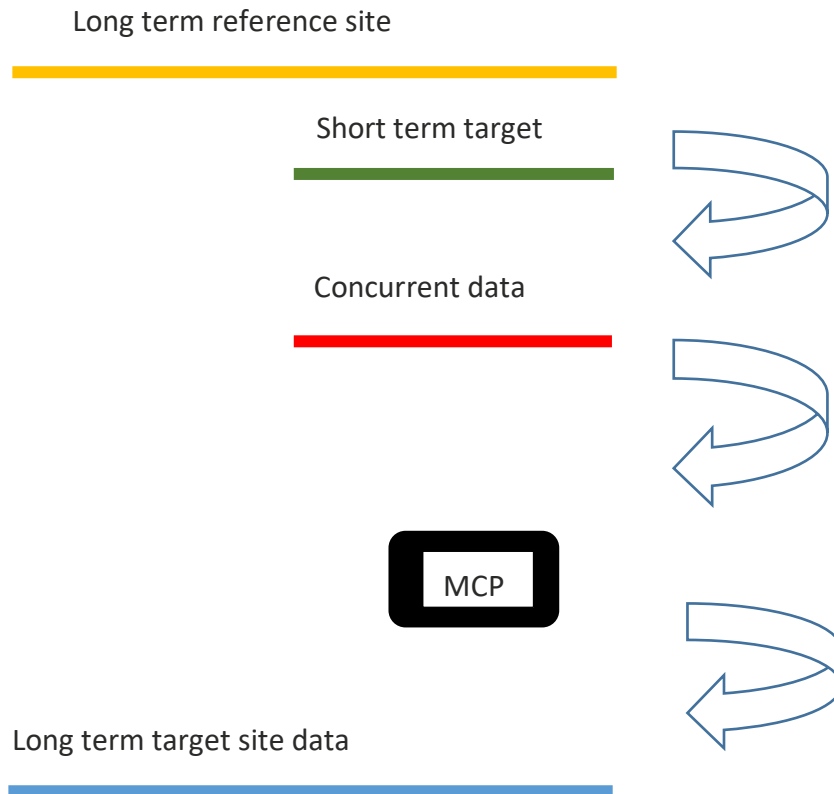 Long term reference site
Short term target
Concurrent data
MCP
Long term target site data